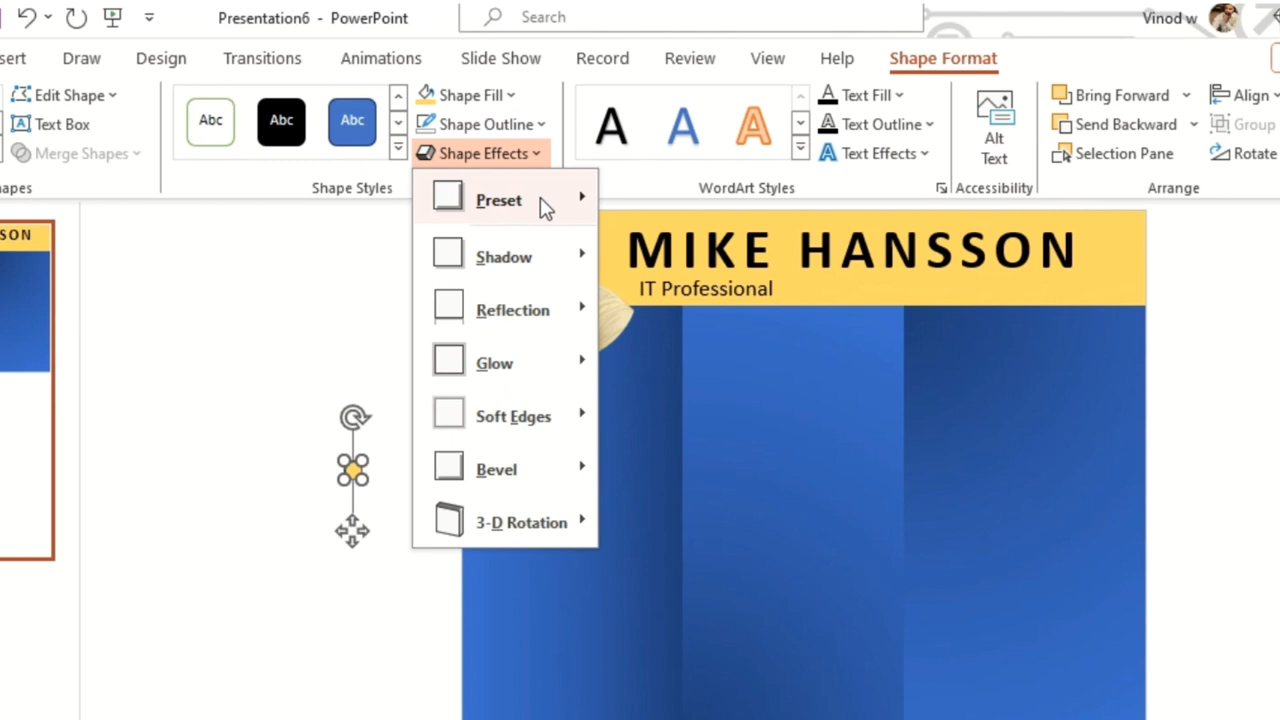 Presentation6 - PowerPoint
Search
Vinod w
sert Draw Design Transitions Animations Slide Show Record Review View Help Shape Format
Edit Shape
Text Box
Merge Shapes
apes
Abc Abc Abc
Shape Fill
Shape Outline
Shape Effects
Shape Styles
A A A
Text Fill
Text Outline
Text Effects
WordArt Styles
Alt
Text
Accessibility
Bring Forward
Send Backward
Selection Pane
Align
Group
Rotate
Arrange
Preset
Shadow
Reflection
Glow
Soft Edges
Bevel
3-D Rotation
SON
MIKE HANSSON
IT Professional